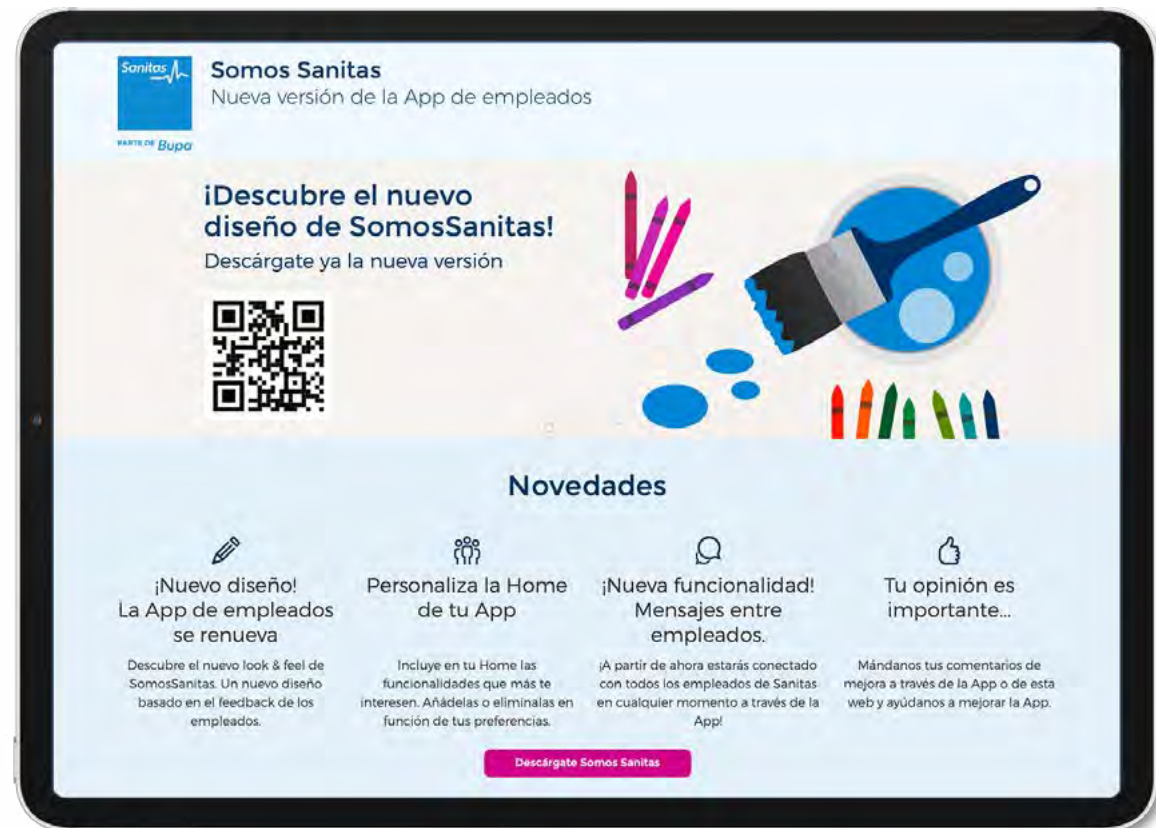 Sanitas
PARTE DE Bupa
Somos Sanitas
Nueva versión de la App de empleados
¡Descubre el nuevo
diseño de SomosSanitas!
Descárgate ya la nueva versión
Novedades
¡Nuevo diseño!
La App de empleados
se renueva
Descubre el nuevo look & feel de
SomosSanitas. Un nuevo diseño
basado en el feedback de los
empleados.
Personaliza la Home
de tu App
Incluye en tu Home las
funcionalidades que más te
interesen. Añádelas o elimínalas en
función de tus preferencias.
¡Nueva funcionalidad!
Mensajes entre
empleados.
¡A partir de ahora estarás conectado
con todos los empleados de Sanitas
en cualquier momento a través de la
App!
Tu opinión es
importante...
Mándanos tus comentarios de
mejora a través de la App o de esta
web y ayúdanos a mejorar la App.
Descárgate Somos Sanitas